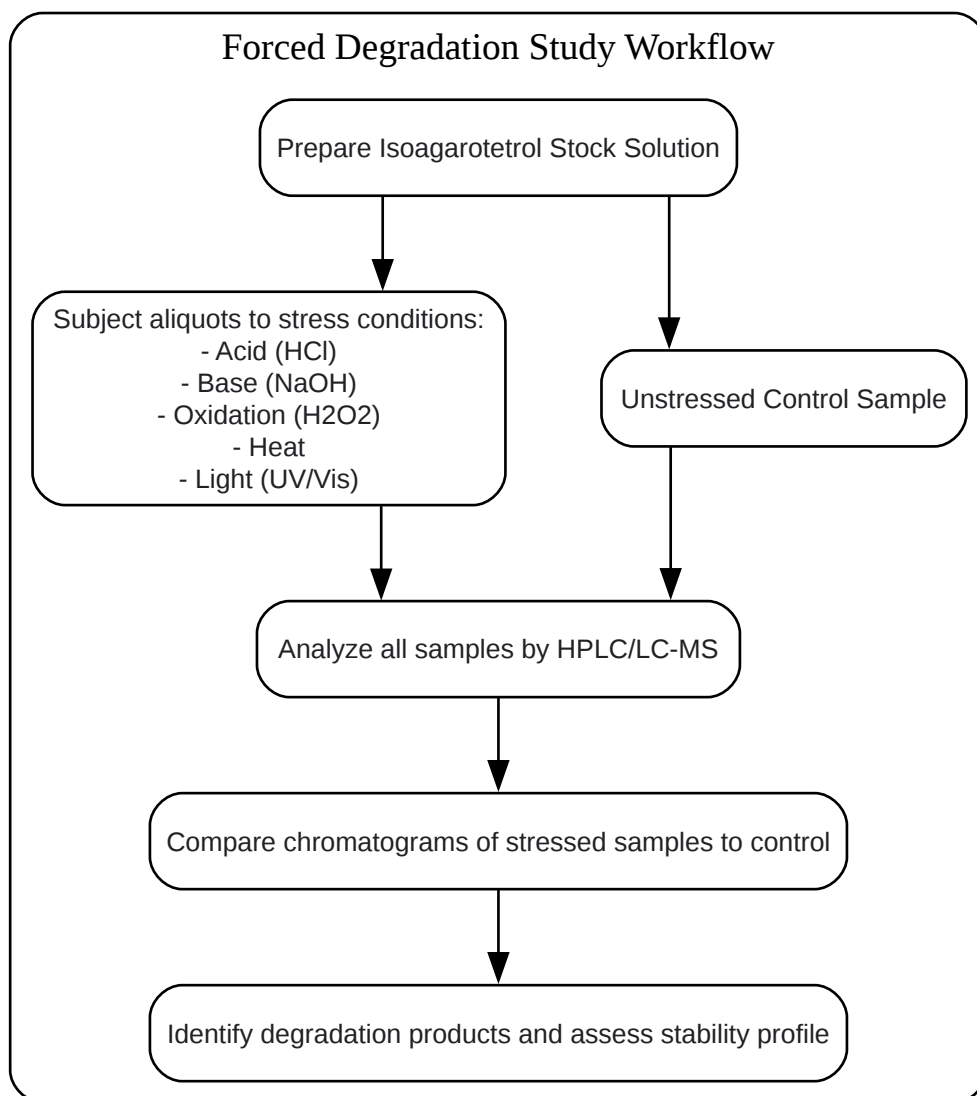 Forced Degradation Study Workflow
Prepare Isoagarotetrol Stock Solution
Subject aliquots to stress conditions:
- Acid (HCl)
- Base (NaOH)
- Oxidation (H2O2)
- Heat
- Light (UV/Vis)
Unstressed Control Sample
Analyze all samples by HPLC/LC-MS
Compare chromatograms of stressed samples to control
Identify degradation products and assess stability profile